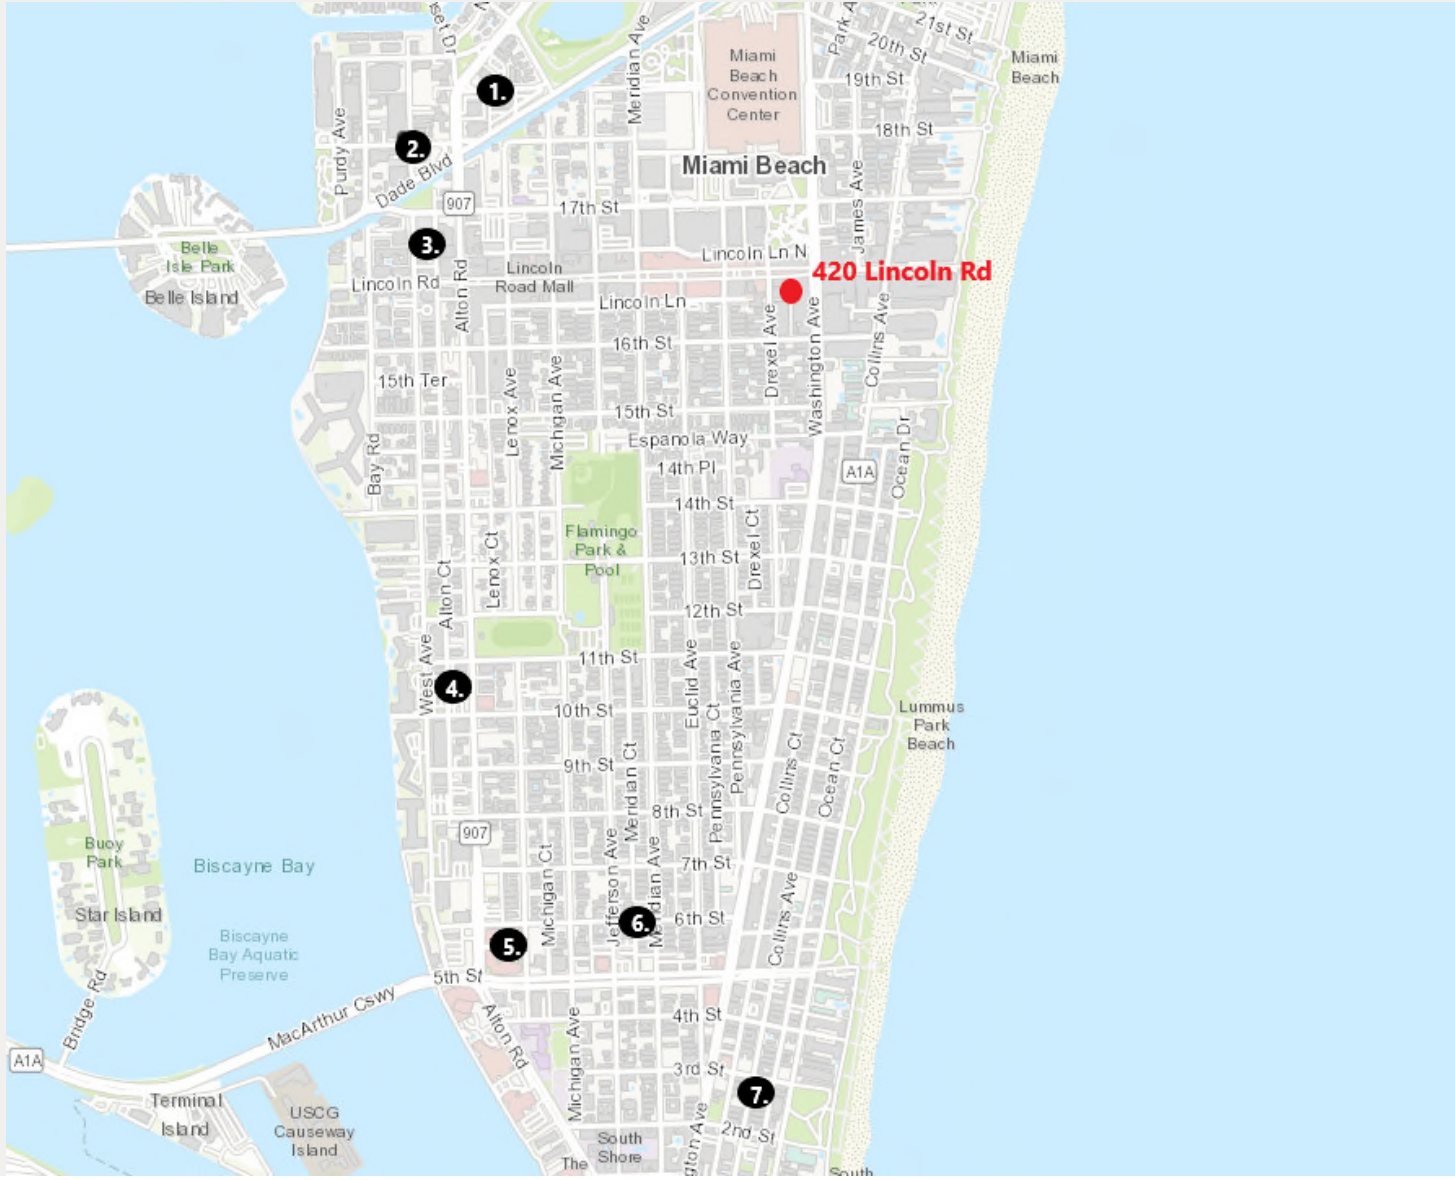 21st St
Park A
20th St
Miami
Beach
Meridian Ave
Miami
Beach
Convention
Center
19th St
1.
18th St
Purdy Ave
2.
Miami Beach
Dade Blvd
James Ave
907
17th St
3.
Belle
Isle Park
Lincoln Ln N
Lincoln
Road Mall
420 Lincoln Rd
Lincoln Rd
Belle Island
Alton Rd
Lincoln Ln
16th St
Drexel Ave
Washington Ave
Collins Ave
15th Ter
Lenox Ave
Michigan Ave
15th St
Espanola Way
Ocean Dr
Bay Rd
14th Pl
A1A
14th St
Flamingo
Park &
Pool
Drexel Ct
13th St
Alton Ct
Lenox Ct
12th St
11th St
West Ave
4.
Euclid Ave
Pennsylvania Ave
10th St
Lummus
Park
Beach
Pennsylvana Ct
9th St
Meridian Ct
Collins Ct
Ocean Ct
8th St
907
Buoy
Park
Biscayne Bay
7th St
Michigan Ct
Jefferson Ave
Collins Ave
Star Island
6.
6th St
Biscayne
Bay Aquatic
Preserve
5.
5th St
Bridge Rd
MacArthur Cswy
4th St
Alton Rd
Michigan Ave
A1A
3rd St
7.
Terminal
Island
USCG
Causeway
Island
2nd St
gton Ave
South
Shore
The
South